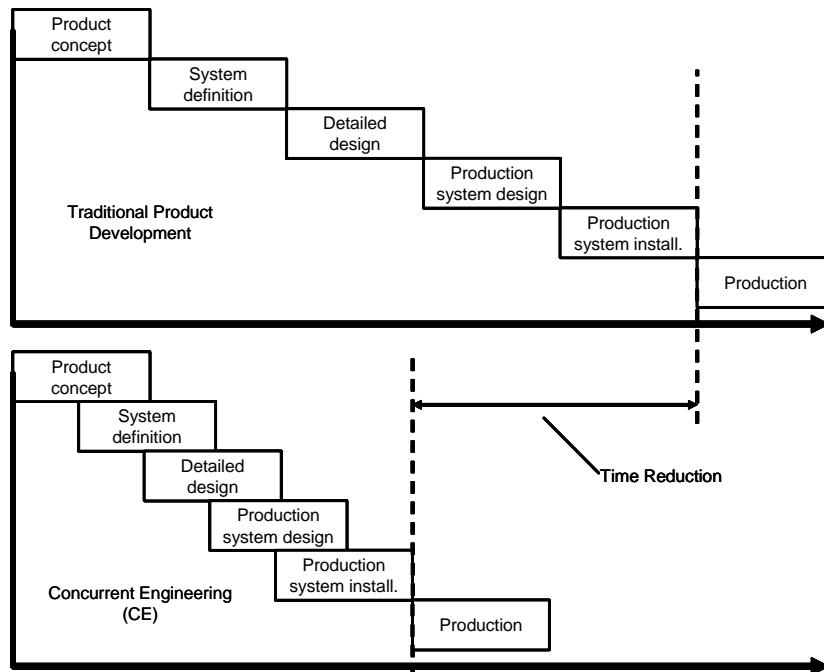 Product
concept
System
definition
Detailed
design
Production
system design
Traditional Product
Development
Production
system install.
Production
Product
concept
System
definition
Detailed
design
Time Reduction
Production
system design
Production
system install.
Concurrent Engineering
(CE)
Production